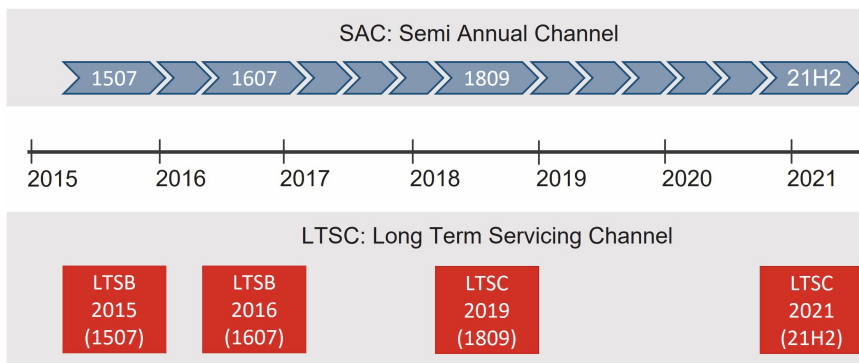 SAC: Semi Annual Channel
1507 1607 1809 21H2
2015 2016 2017 2018 2019 2020 2021
LTSC: Long Term Servicing Channel
LTSB LTSB LTSC LTSC
2015 2016 2019 2021
(1507) (1607) (1809) (21H2)